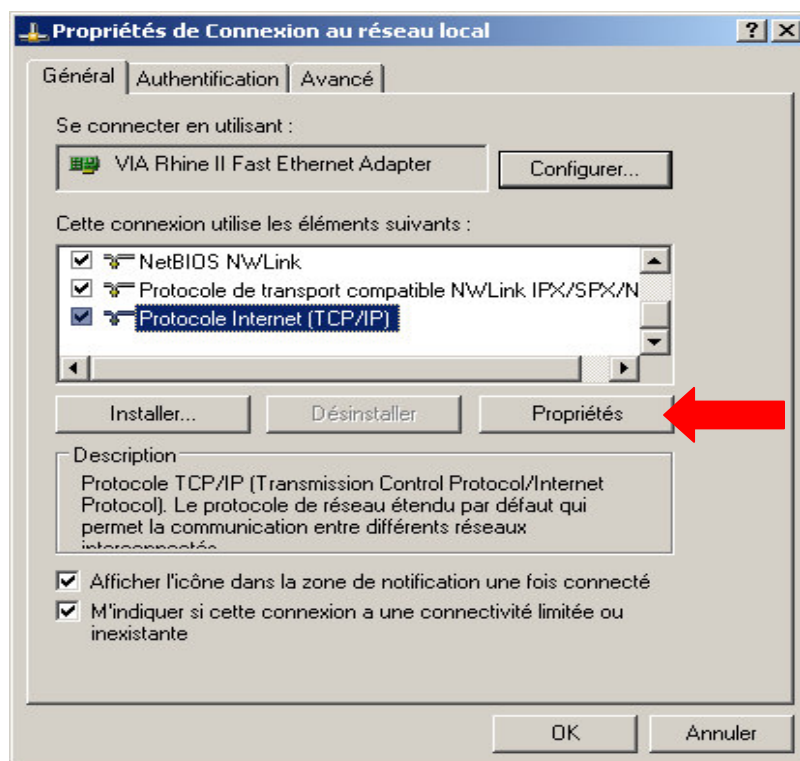 Propriétés de Connexion au réseau local
Général Authentification Avancé
Se connecter en utilisant :
VIA Rhine II Fast Ethernet Adapter Configurer...
Cette connexion utilise les éléments suivants :
NetBIOS NWLink
Protocole de transport compatible NWLink IPX/SPX/N
Protocole Internet (TCP/IP)
Installer... Désinstaller Propriétés
Description
Protocole TCP/IP (Transmission Control Protocol/Internet
Protocol). Le protocole de réseau étendu par défaut qui
permet la communication entre différents réseaux
interconnectés.
Afficher l'icône dans la zone de notification une fois connecté
M'indiquer si cette connexion a une connectivité limitée ou
inexistante
OK Annuler